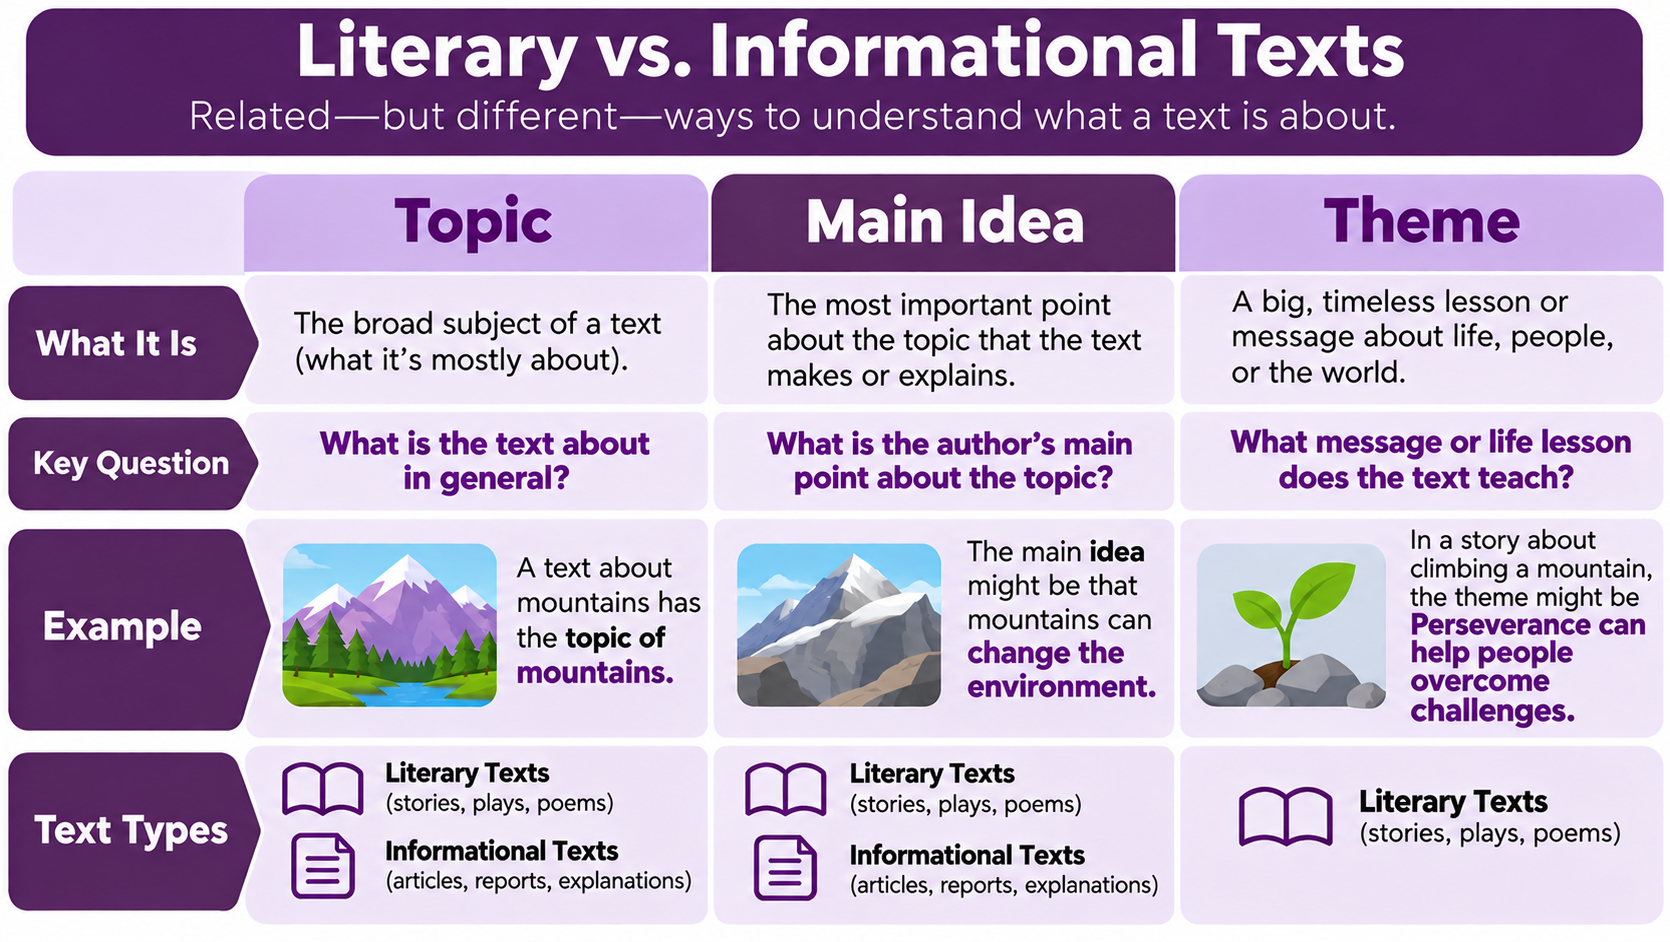 Literary vs. Informational Texts
Related—but different—ways to understand what a text is about.
Topic
Main Idea
Theme
What It Is
The broad subject of a text
(what it's mostly about).
The most important point
about the topic that the text
makes or explains.
A big, timeless lesson or
message about life, people,
or the world.
Key Question
What is the text about
in general?
What is the author's main
point about the topic?
What message or life lesson
does the text teach?
Example
A text about
mountains has
the topic of
mountains.
The main idea
might be that
mountains can
change the
environment.
In a story about
climbing a mountain,
the theme might be
Perseverance can
help people
overcome
challenges.
Text Types
Literary Texts
(stories, plays, poems)
Informational Texts
(articles, reports, explanations)
Literary Texts
(stories, plays, poems)
Informational Texts
(articles, reports, explanations)
Literary Texts
(stories, plays, poems)